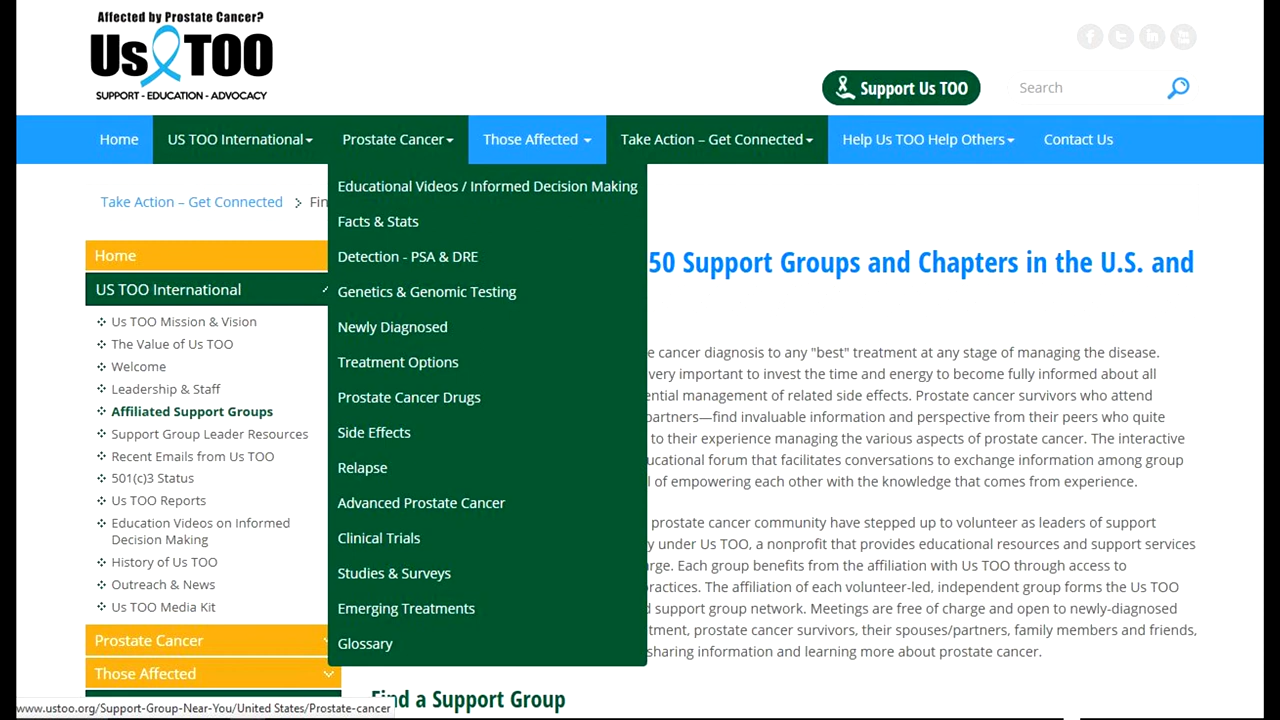 Affected by Prostate Cancer?
Us TOO
SUPPORT - EDUCATION - ADVOCACY
Support Us TOO
Search
Home
US TOO International
Prostate Cancer
Those Affected
Take Action – Get Connected
Help Us TOO Help Others
Contact Us
Take Action – Get Connected > Fin
Home
US TOO International
Us TOO Mission & Vision
The Value of Us TOO
Welcome
Leadership & Staff
Affiliated Support Groups
Support Group Leader Resources
Recent Emails from Us TOO
501(c)3 Status
Us TOO Reports
Education Videos on Informed
Decision Making
History of Us TOO
Outreach & News
Us TOO Media Kit
Prostate Cancer
Those Affected
Educational Videos / Informed Decision Making
Facts & Stats
Detection - PSA & DRE
Genetics & Genomic Testing
Newly Diagnosed
Treatment Options
Prostate Cancer Drugs
Side Effects
Relapse
Advanced Prostate Cancer
Clinical Trials
Studies & Surveys
Emerging Treatments
Glossary
50 Support Groups and Chapters in the U.S. and
e cancer diagnosis to any "best" treatment at any stage of managing the disease.
very important to invest the time and energy to become fully informed about all
ential management of related side effects. Prostate cancer survivors who attend
partners—find invaluable information and perspective from their peers who quite
to their experience managing the various aspects of prostate cancer. The interactive
ucational forum that facilitates conversations to exchange information among group
l of empowering each other with the knowledge that comes from experience.
prostate cancer community have stepped up to volunteer as leaders of support
y under Us TOO, a nonprofit that provides educational resources and support services
arge. Each group benefits from the affiliation with Us TOO through access to
practices. The affiliation of each volunteer-led, independent group forms the Us TOO
d support group network. Meetings are free of charge and open to newly-diagnosed
tment, prostate cancer survivors, their spouses/partners, family members and friends,
sharing information and learning more about prostate cancer.
Find a Support Group
www.ustoo.org/Support-Group-Near-You/United States/Prostate-cancer